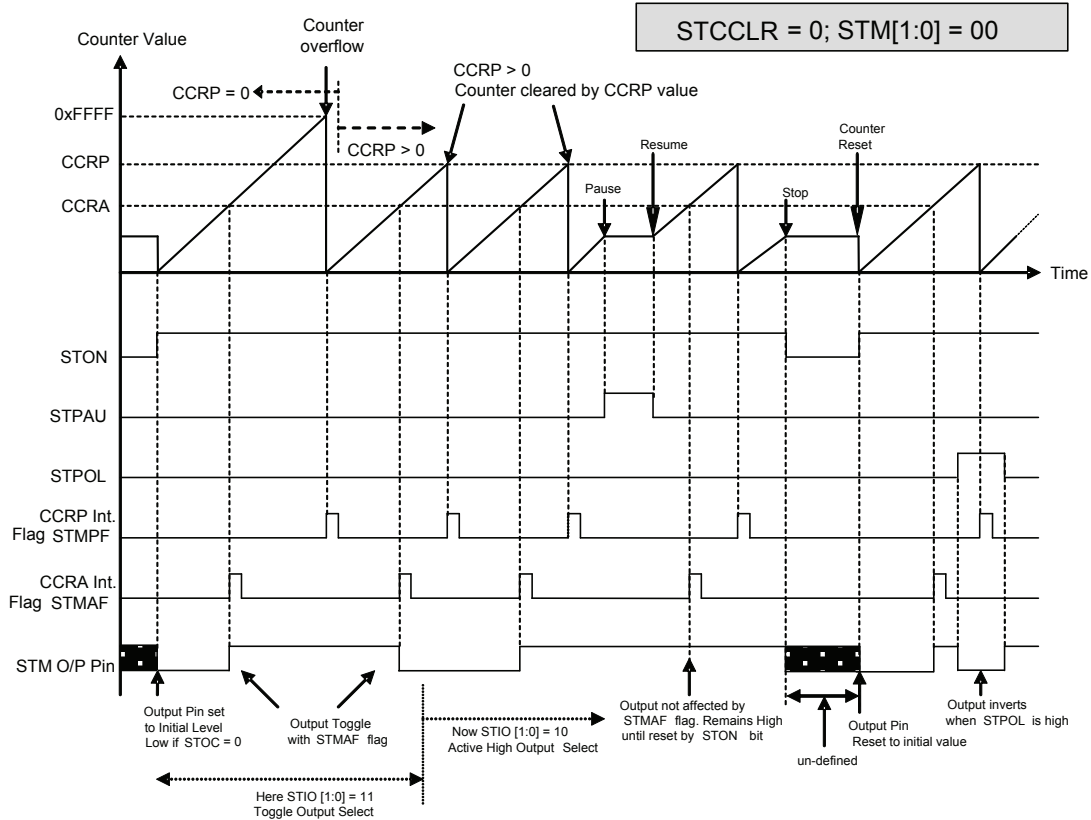 STCCLR = 0; STM[1:0] = 00
Counter Value
Counter
overflow
CCRP = 0
CCRP > 0
CCRP > 0
Counter cleared by CCRP value
0xFFFF
CCRP
CCRA
Pause
Resume
Stop
Counter
Reset
Time
STON
STPAU
STPOL
CCRP Int.
Flag STMPF
CCRA Int.
Flag STMAF
STM O/P Pin
Output Pin set
to Initial Level
Low if STOC = 0
Output Toggle
with STMAF flag
Now STIO [1:0] = 10
Active High Output Select
Output not affected by
STMAF flag. Remains High
until reset by STON bit
un-defined
Output Pin
Reset to initial value
Output inverts
when STPOL is high
Here STIO [1:0] = 11
Toggle Output Select